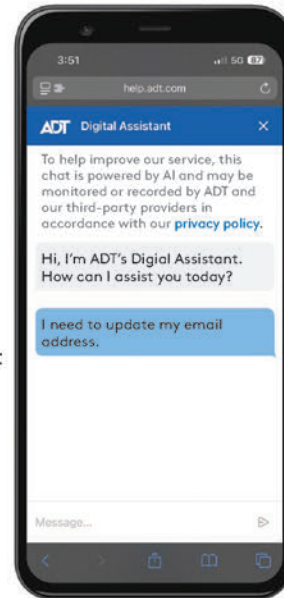 3:51
5G 67
help.adt.com
ADT Digital Assistant
To help improve our service, this
chat is powered by AI and may be
monitored or recorded by ADT and
our third-party providers in
accordance with our privacy policy.
Hi, I'm ADT's Digial Assistant.
How can I assist you today?
I need to update my email
address.
:
Message...